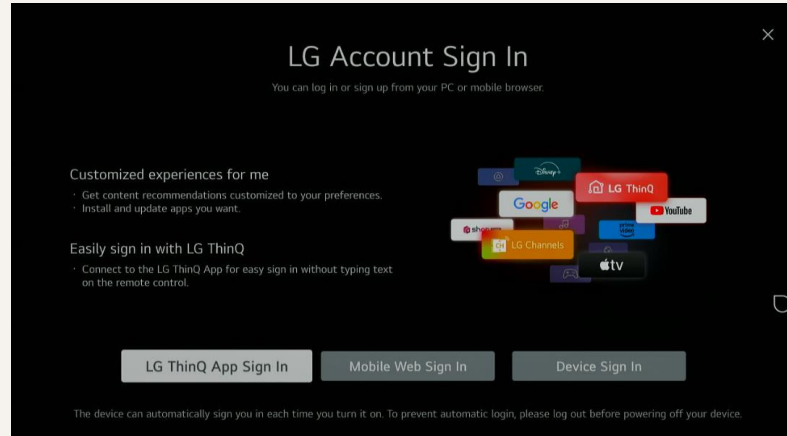 LG Account Sign In
You can log in or sign up from your PC or mobile browser.
Customized experiences for me
· Get content recommendations customized to your preferences.
· Install and update apps you want.
Easily sign in with LG ThinQ
· Connect to the LG ThinQ App for easy sign in without typing text
on the remote control.
Disney+
LG ThinQ
Google
YouTube
CH LG Channels
tv
LG ThinQ App Sign In
Mobile Web Sign In
Device Sign In
The device can automatically sign you in each time you turn it on. To prevent automatic login, please log out before powering off your device.